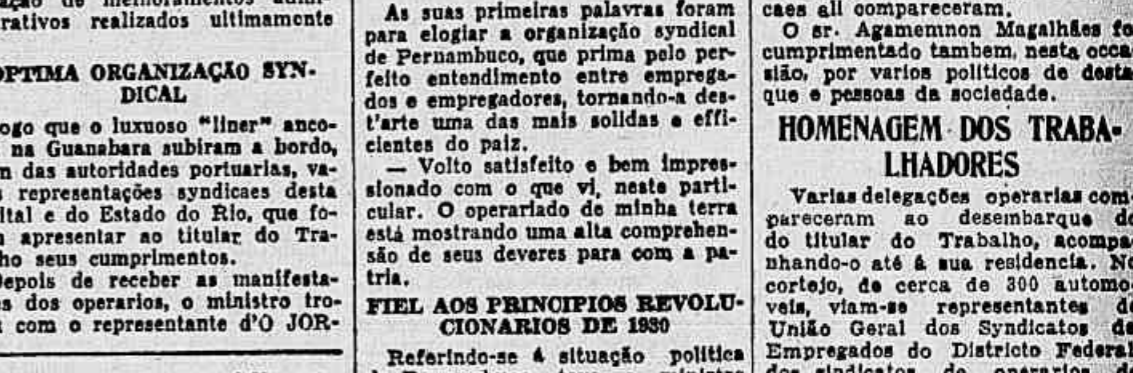 rativos realizados ultimamente
OPTIMA ORGANIZAÇÃO SYN-
DICAL
ogo que o luxuoso "liner" anco-
na Guanabara subiram a bordo,
m das autoridades portuarias, va-
s representações syndicaes desta
ital e do Estado do Rio, que fo-
apresentar ao titular do Tra-
ho seus cumprimentos.
Depois de receber as manifesta-
s dos operarios, o ministro tro-
com o representante d'O JOR-
As suas primeiras palavras foram
para elogiar a organização syndical
de Pernambuco, que prima pelo per-
feito entendimento entre emprega-
dos e empregadores, tornando-a des-
t'arte uma das mais solidas e effi-
cientes do paiz.
— Volto satisfeito e bem impres-
sionado com o que vi, neste parti-
cular. O operariado de minha terra
está mostrando uma alta comprehen-
são de seus deveres para com a pa-
tria.
FIEL AOS PRINCIPIOS REVOLU-
CIONARIOS DE 1930
Referindo-se á situação politica
caes ali compareceram.
O sr. Agamemnon Magalhães fo
cumprimentado tambem, nesta occa
sião, por varios politicos de desta
que e pessoas da sociedade.
HOMENAGEM DOS TRABA-
LHADORES
Varias delegações operarias com-
pareceram ao desembarque de
do titular do Trabalho, acompa
nhando-o até á sua residencia. No
cortejo, de cerca de 300 automo
veis, viam-se representantes da
União Geral dos Syndicatos de
Empregados do Districto Federal
dos sindicatos de operarios de